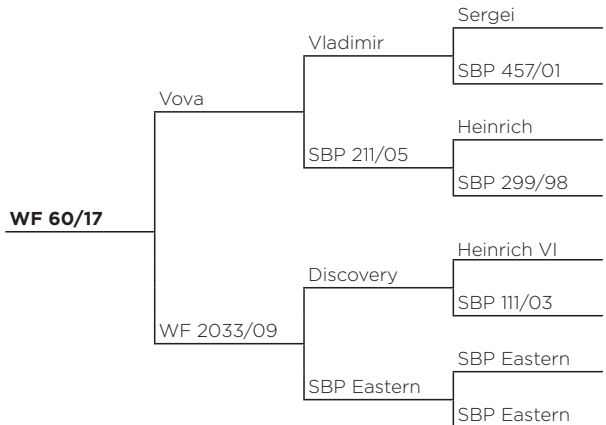 Sergei
Vladimir
SBP 457/01
Vova
Heinrich
SBP 211/05
SBP 299/98
WF 60/17
Heinrich VI
Discovery
SBP 111/03
WF 2033/09
SBP Eastern
SBP Eastern
SBP Eastern